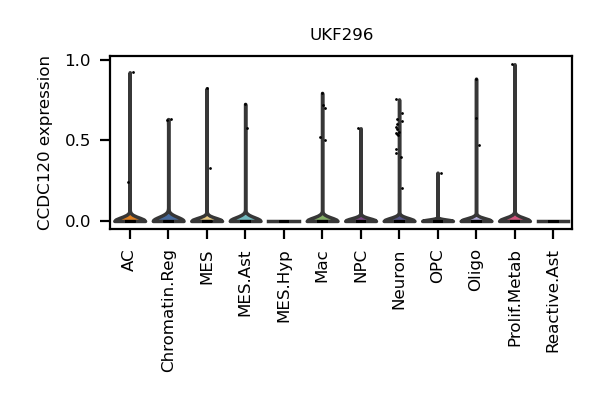 UKF296
CCDC120 expression
1.0
0.5
0.0
AC
Chromatin.Reg
MES
MES.Ast
MES.Hyp
Mac
NPC
Neuron
OPC
Oligo
Prolif.Metab
Reactive.Ast